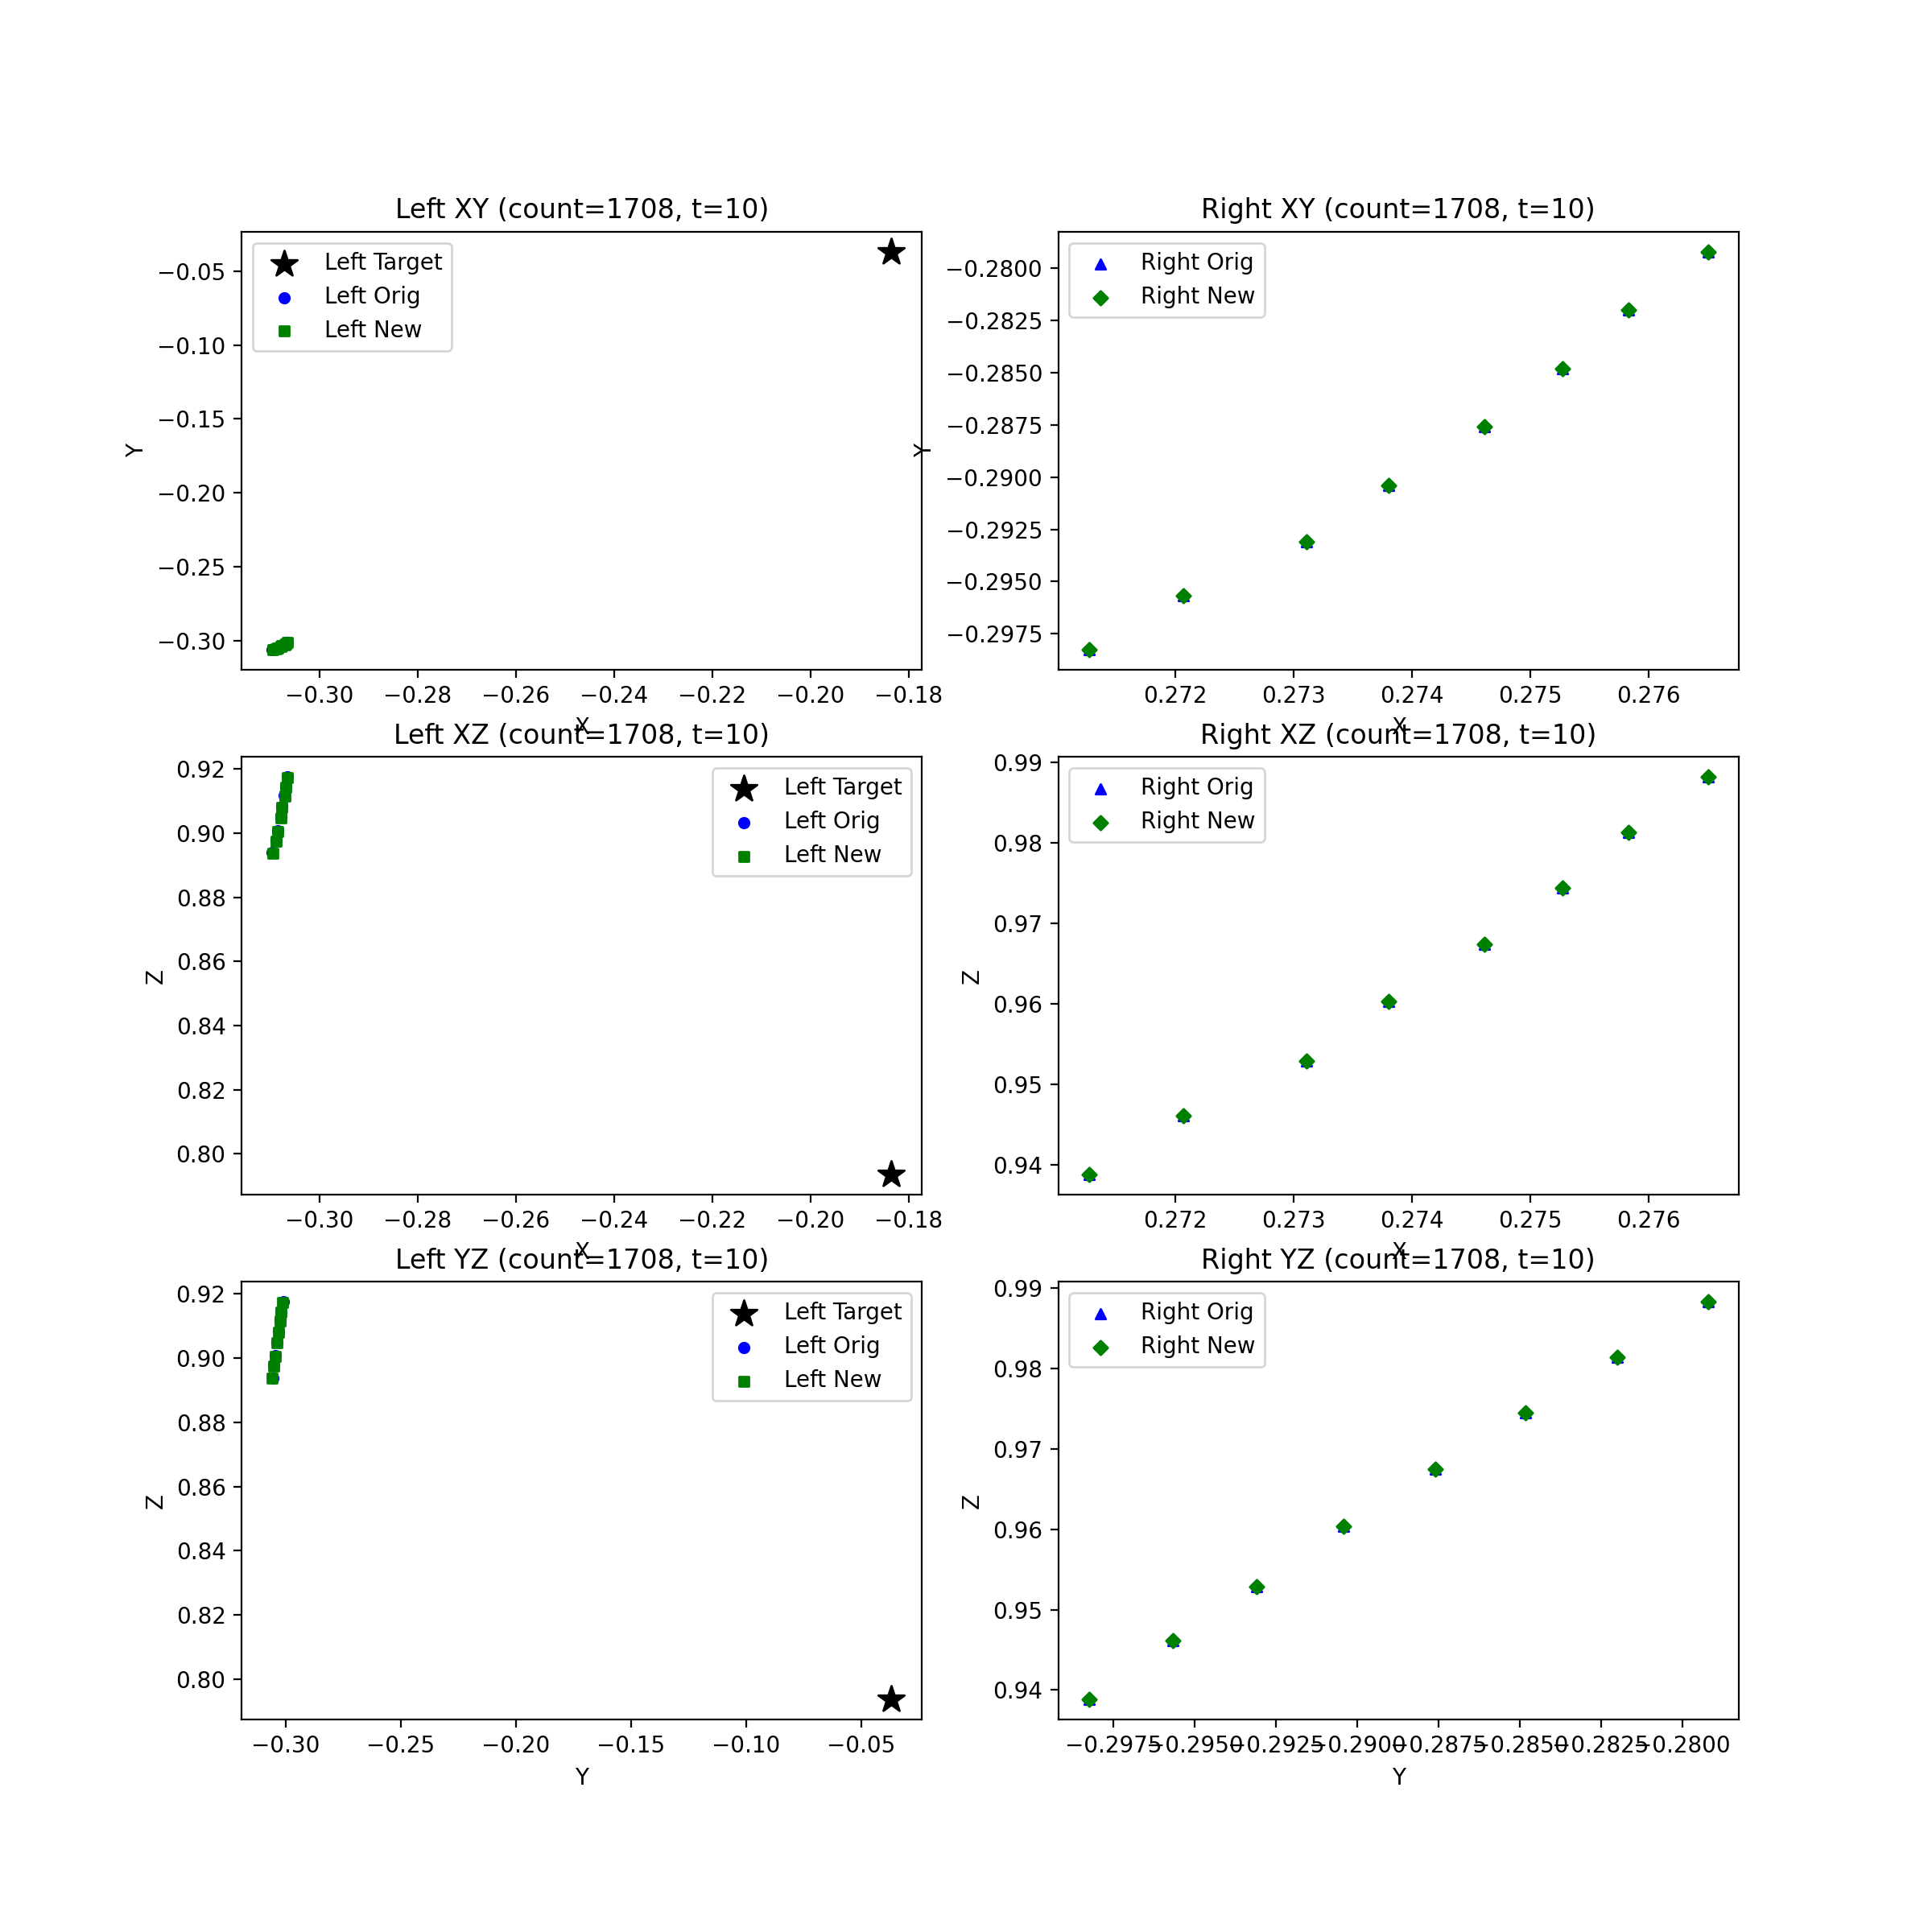 Left XY (count=1708, t=10)
Left Target
Left Orig
Left New
−0.05
−0.10
−0.15
−0.20
−0.25
−0.30
Y
−0.30 −0.28 −0.26 −0.24 −0.22 −0.20 −0.18
X
Right XY (count=1708, t=10)
Right Orig
Right New
−0.2800
−0.2825
−0.2850
−0.2875
−0.2900
−0.2925
−0.2950
−0.2975
Y
0.272 0.273 0.274 0.275 0.276
X
Left XZ (count=1708, t=10)
Left Target
Left Orig
Left New
0.92
0.90
0.88
0.86
0.84
0.82
0.80
Z
−0.30 −0.28 −0.26 −0.24 −0.22 −0.20 −0.18
X
Right XZ (count=1708, t=10)
Right Orig
Right New
0.99
0.98
0.97
0.96
0.95
0.94
Z
0.272 0.273 0.274 0.275 0.276
X
Left YZ (count=1708, t=10)
Left Target
Left Orig
Left New
0.92
0.90
0.88
0.86
0.84
0.82
0.80
Z
−0.30 −0.25 −0.20 −0.15 −0.10 −0.05
Y
Right YZ (count=1708, t=10)
Right Orig
Right New
0.99
0.98
0.97
0.96
0.95
0.94
Z
−0.2975 −0.2950 −0.2925 −0.2900 −0.2875 −0.2850 −0.2825 −0.2800
Y